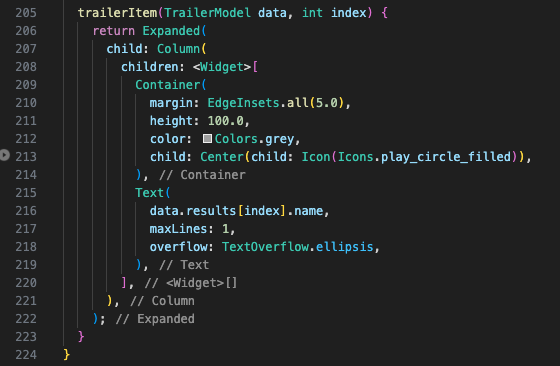 205 trailerItem(TrailerModel data, int index) {
206 return Expanded(
207 child: Column(
208 children: <Widget>[
209 Container(
210 margin: EdgeInsets.all(5.0),
211 height: 100.0,
212 color: Colors.grey,
213 child: Center(child: Icon(Icons.play_circle_filled)),
214 ), // Container
215 Text(
216 data.results[index].name,
217 maxLines: 1,
218 overflow: TextOverflow.ellipsis,
219 ), // Text
220 ], // <Widget>[]
221 ), // Column
222 ); // Expanded
223 }
224 }